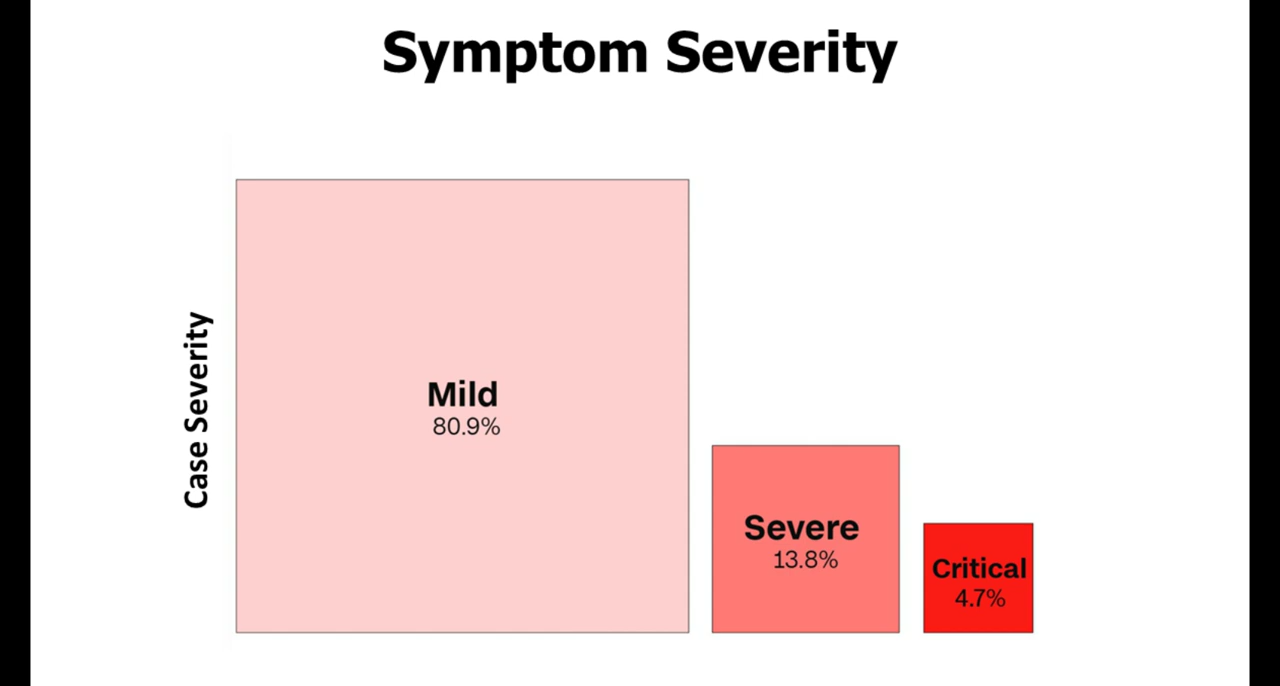 Symptom Severity
Case Severity
Mild
80.9%
Severe
13.8%
Critical
4.7%